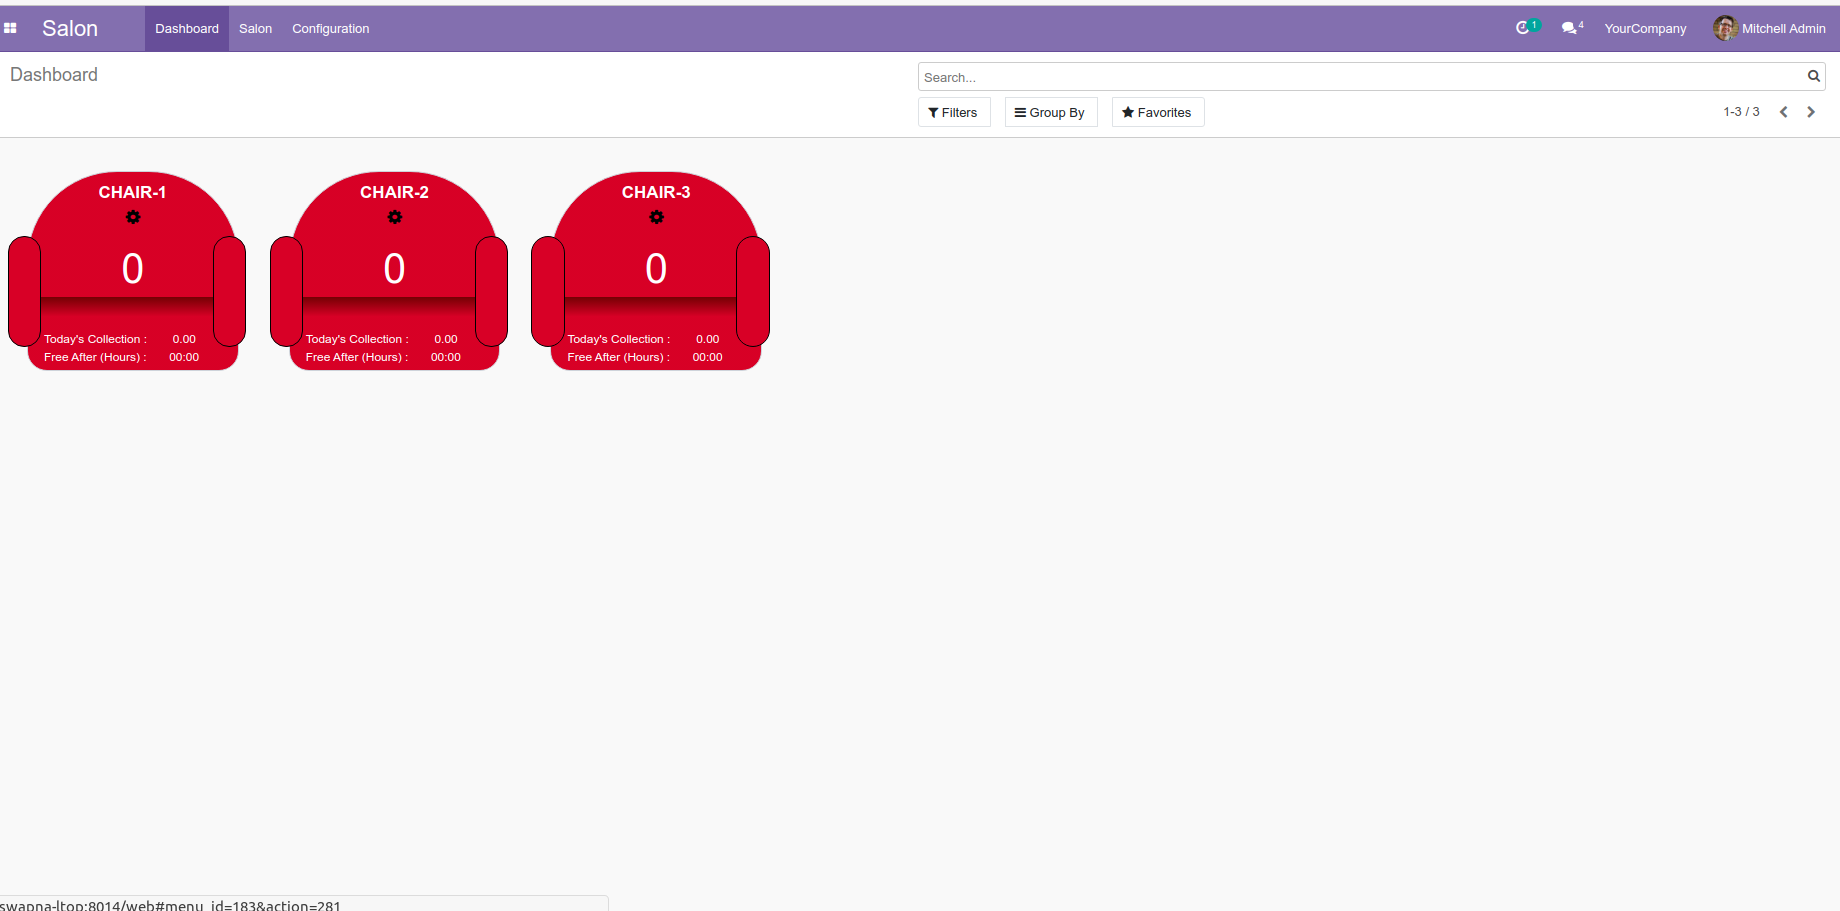 Salon Dashboard Salon Configuration 1 4 YourCompany Mitchell Admin
Dashboard
Search...
Filters Group By Favorites 1-3 / 3
CHAIR-1 CHAIR-2 CHAIR-3
0 0 0
Today's Collection : 0.00 Today's Collection : 0.00 Today's Collection : 0.00
Free After (Hours) : 00:00 Free After (Hours) : 00:00 Free After (Hours) : 00:00
swapna-ltop:8014/web#menu_id=183&action=281